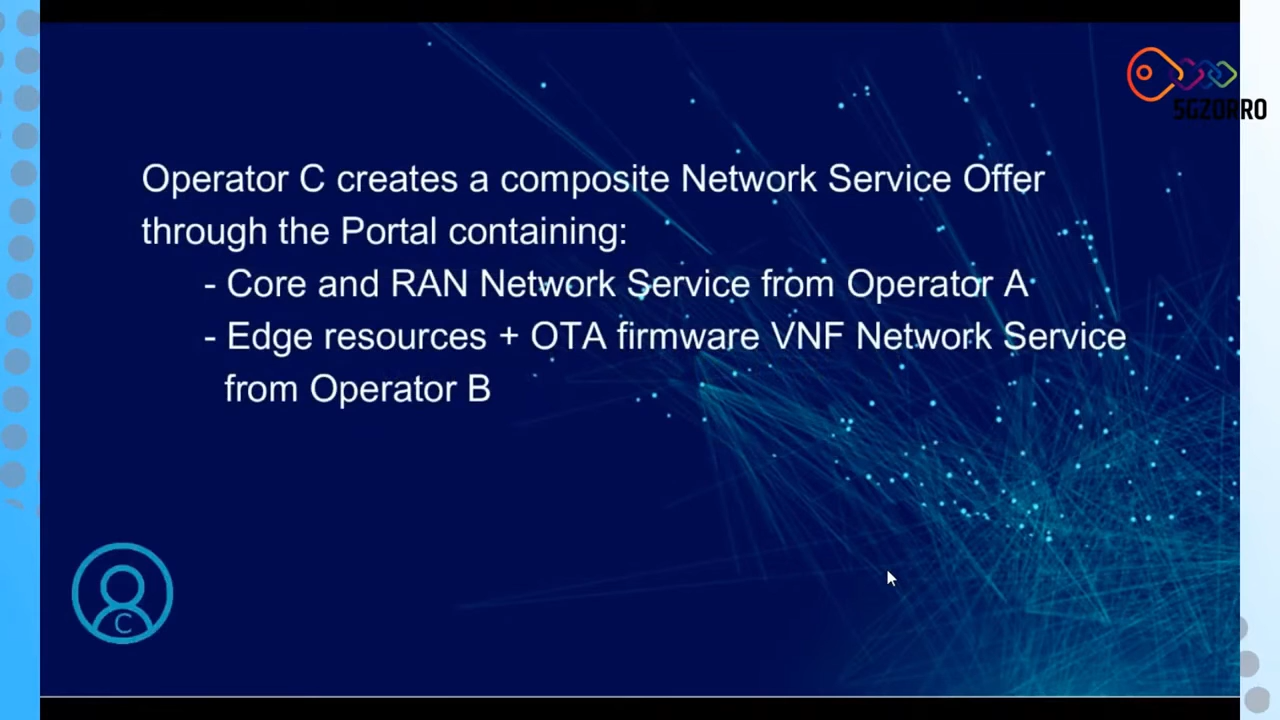 5GZORRO
Operator C creates a composite Network Service Offer
through the Portal containing:
- Core and RAN Network Service from Operator A
- Edge resources + OTA firmware VNF Network Service
from Operator B
C